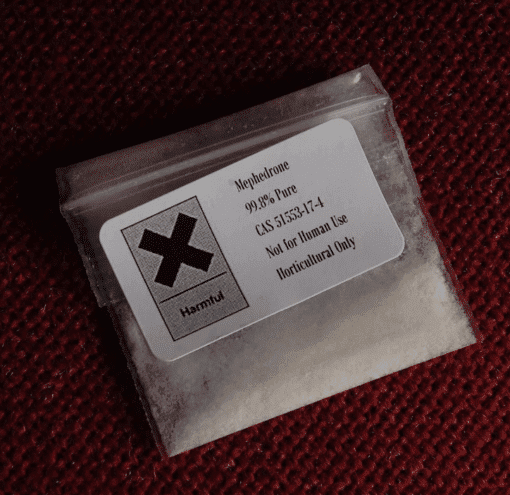 Mephedrone
99.8% Pure
CAS 51553-17-4
Not for Human Use
Horticultural Only
Harmful